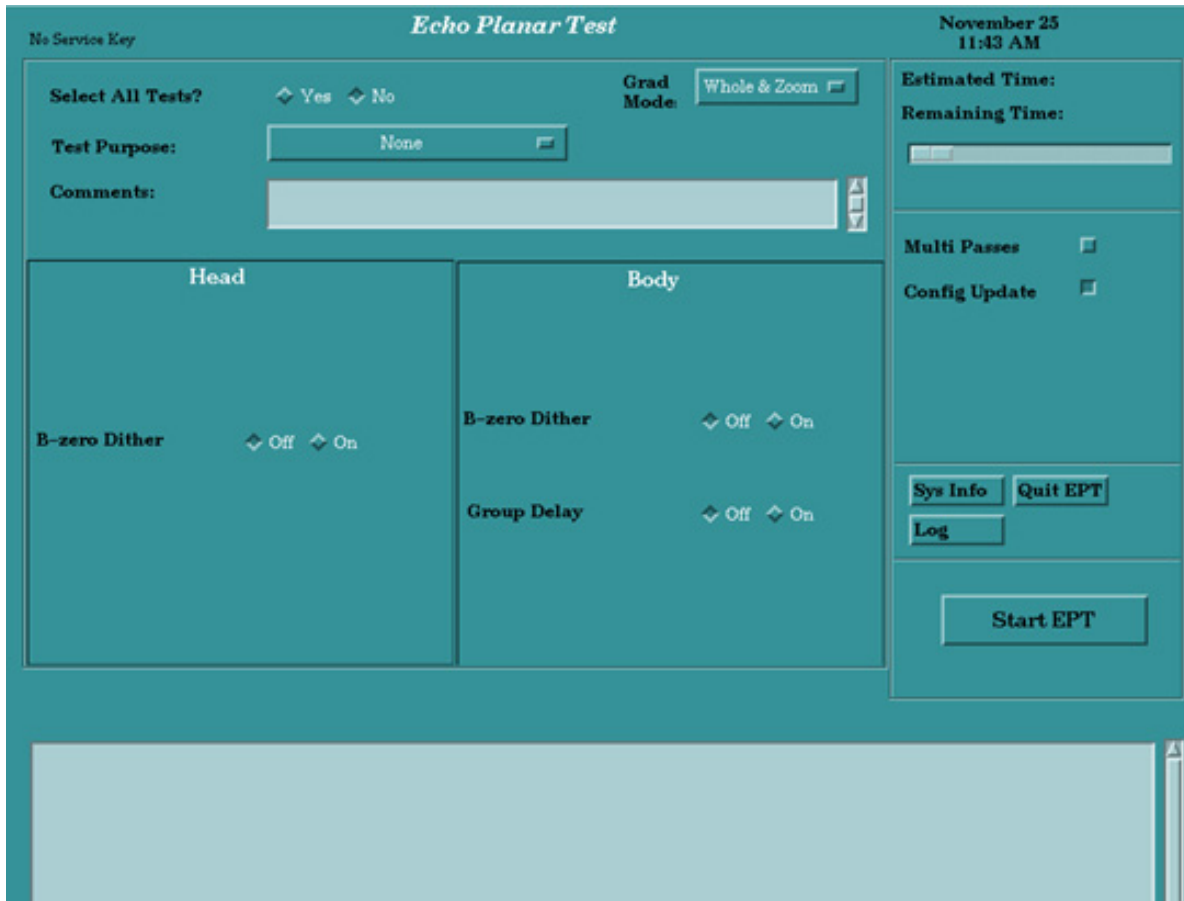 No Service Key
Echo Planar Test
November 25
11:43 AM
Select All Tests?
Yes
No
Grad
Mode:
Whole & Zoom
Test Purpose:
None
Comments:
Estimated Time:
Remaining Time:
Multi Passes
Config Update
Head
B-zero Dither
Off
On
Body
B-zero Dither
Off
On
Group Delay
Off
On
Sys Info
Quit EPT
Log
Start EPT